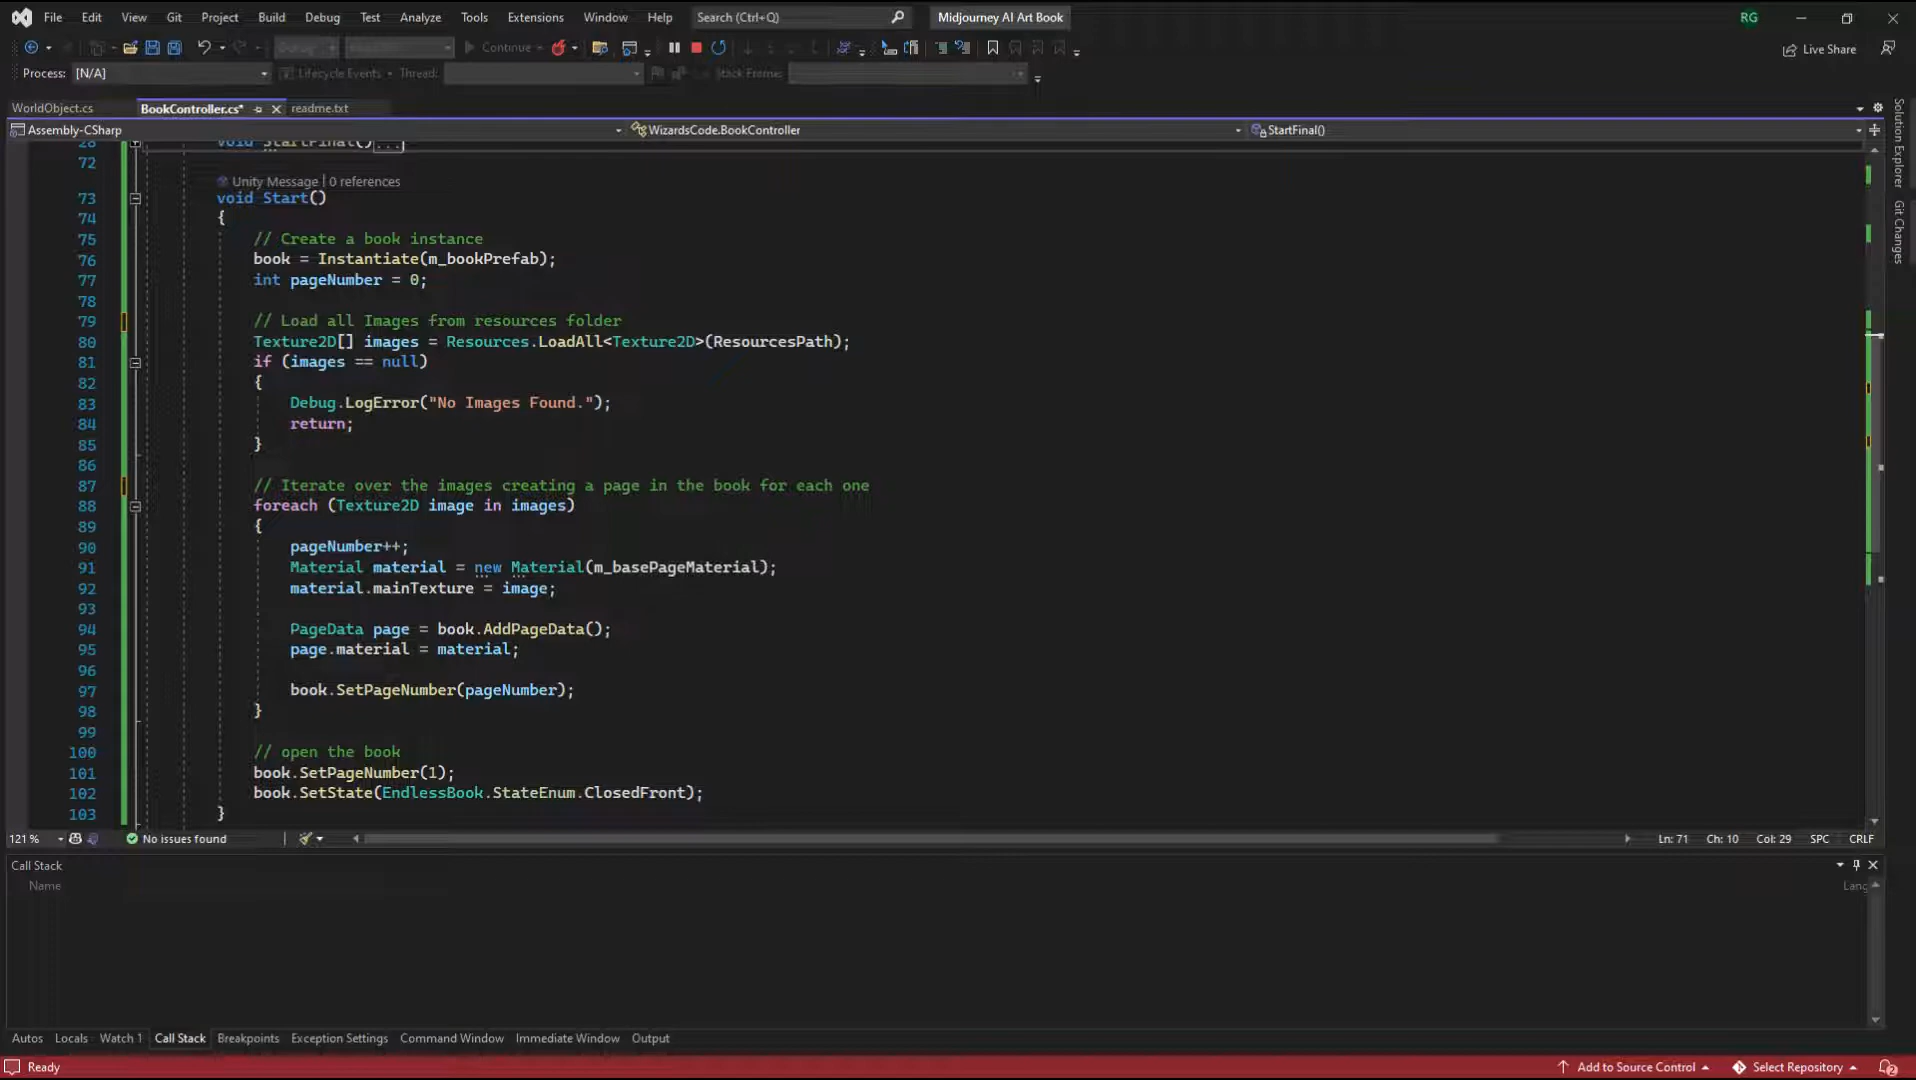 File Edit View Git Project Build Debug Test Analyze Tools Extensions Window Help Search (Ctrl+Q) Midjourney AI Art Book RG
Continue Live Share
Process: [N/A] Lifecycle Events Thread: Stack Frame:
WorldObject.cs BookController.cs* readme.txt
Assembly-CSharp WizardsCode.BookController StartFinal()
28 void StartFinal()...
72
Unity Message | 0 references
73 void Start()
74 {
75 // Create a book instance
76 book = Instantiate(m_bookPrefab);
77 int pageNumber = 0;
78
79 // Load all Images from resources folder
80 Texture2D[] images = Resources.LoadAll<Texture2D>(ResourcesPath);
81 if (images == null)
82 {
83 Debug.LogError("No Images Found.");
84 return;
85 }
86
87 // Iterate over the images creating a page in the book for each one
88 foreach (Texture2D image in images)
89 {
90 pageNumber++;
91 Material material = new Material(m_basePageMaterial);
92 material.mainTexture = image;
93
94 PageData page = book.AddPageData();
95 page.material = material;
96
97 book.SetPageNumber(pageNumber);
98 }
99
100 // open the book
101 book.SetPageNumber(1);
102 book.SetState(EndlessBook.StateEnum.ClosedFront);
103 }
121 % No issues found Ln: 71 Ch: 10 Col: 29 SPC CRLF
Call Stack
Name Lang
Autos Locals Watch 1 Call Stack Breakpoints Exception Settings Command Window Immediate Window Output
Ready Add to Source Control Select Repository 2
Solution Explorer
Git Changes